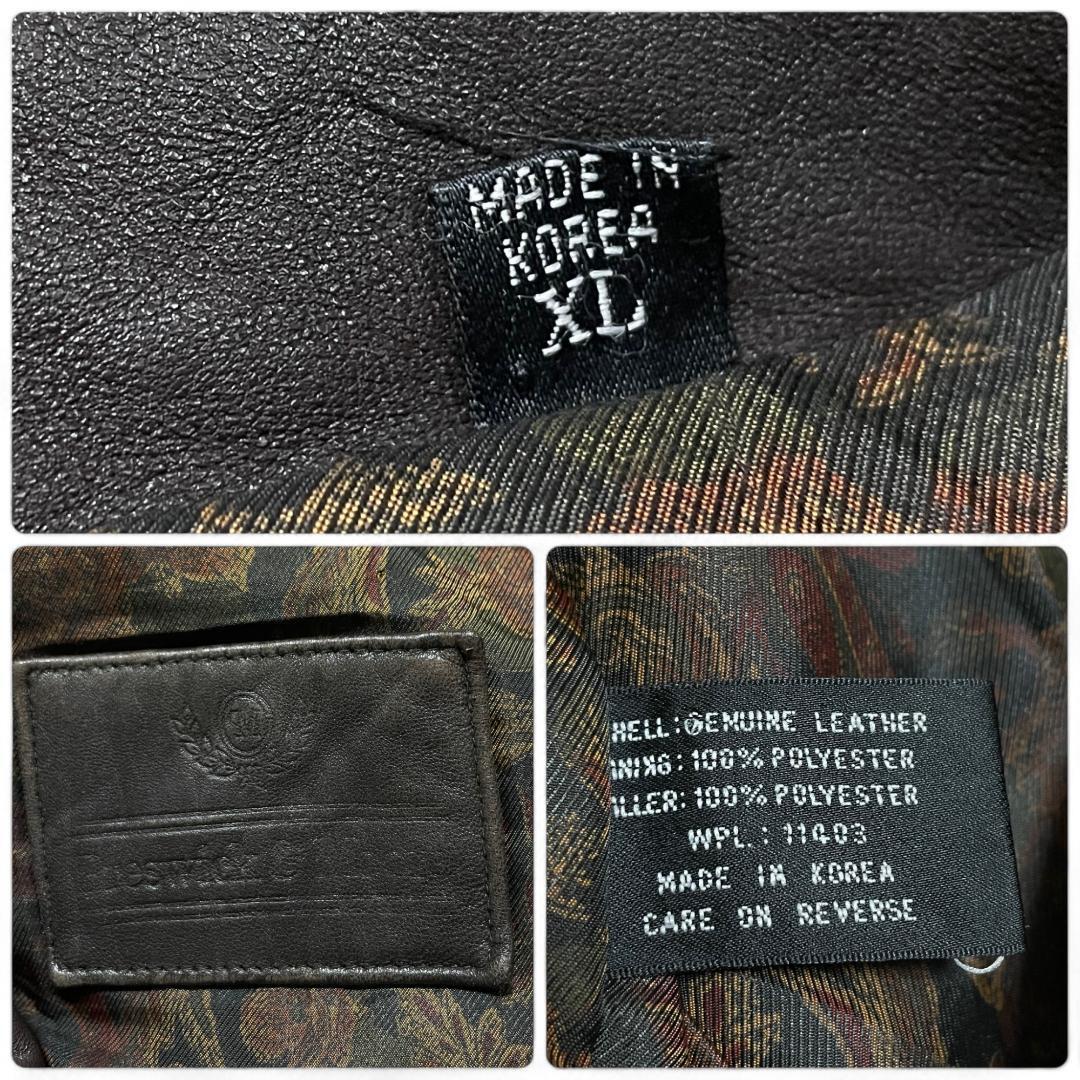 MADE IN
KOREA
XL
HELL: GENUINE LEATHER
NING: 100% POLYESTER
ILLER: 100% POLYESTER
WPL.: 11403
MADE IN KOREA
CARE ON REVERSE